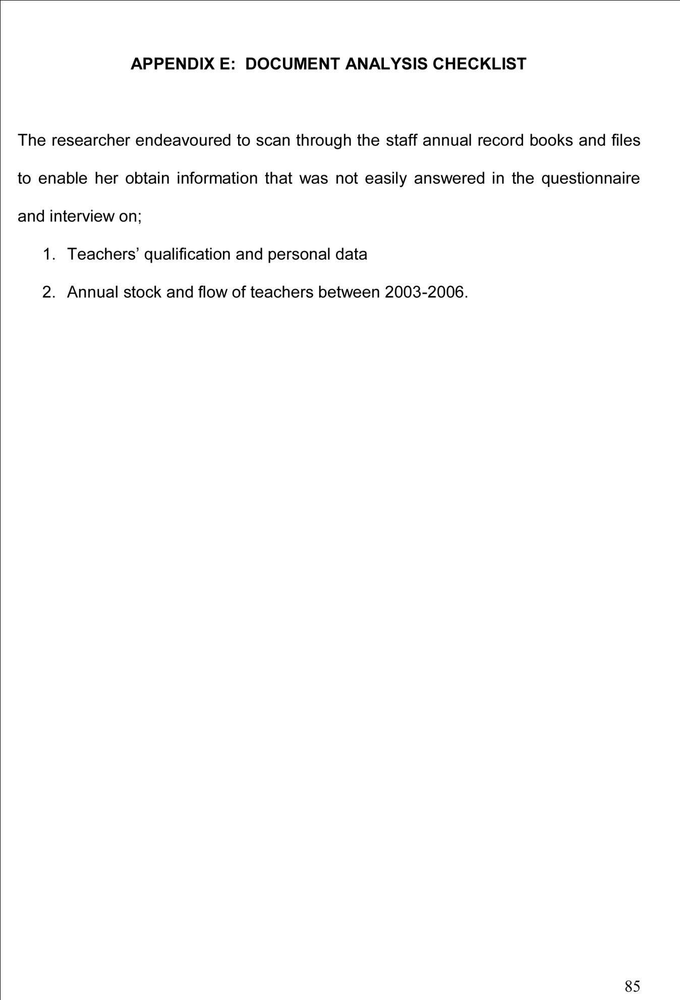 APPENDIX E:  DOCUMENT ANALYSIS CHECKLIST
The researcher endeavoured to scan through the staff annual record books and files
to enable her obtain information that was not easily answered in the questionnaire
and interview on;
1. Teachers’ qualification and personal data
2. Annual stock and flow of teachers between 2003-2006.
85